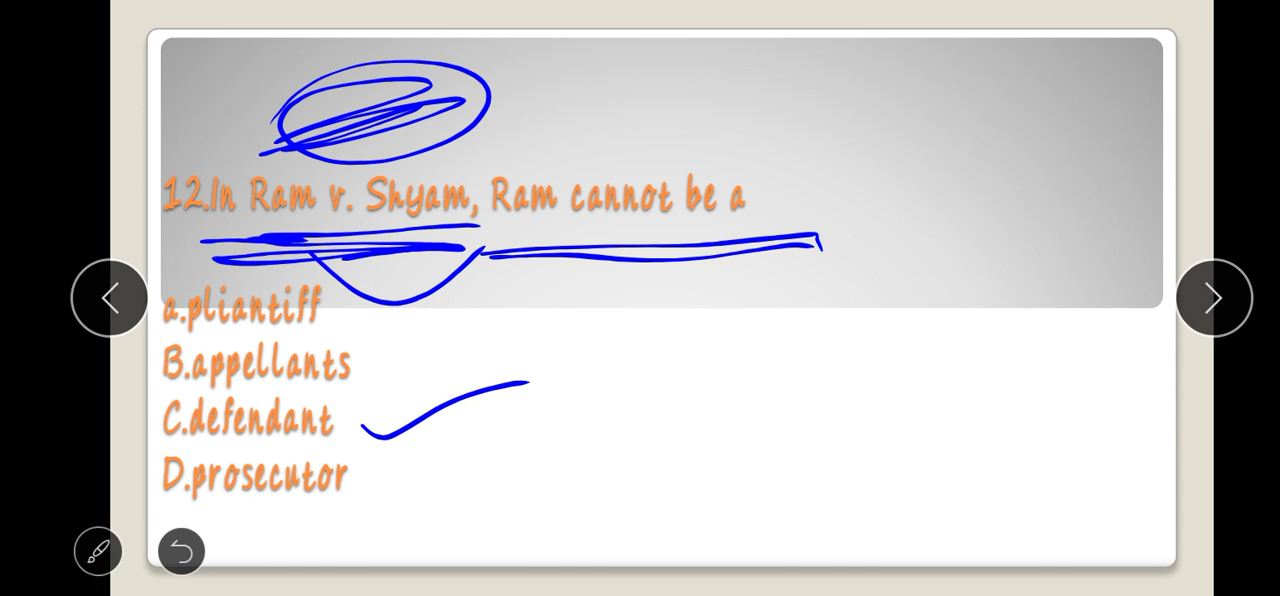 12.In Ram v. Shyam, Ram cannot be a
a.pliantiff
B.appellants
C.defendant
D.prosecutor